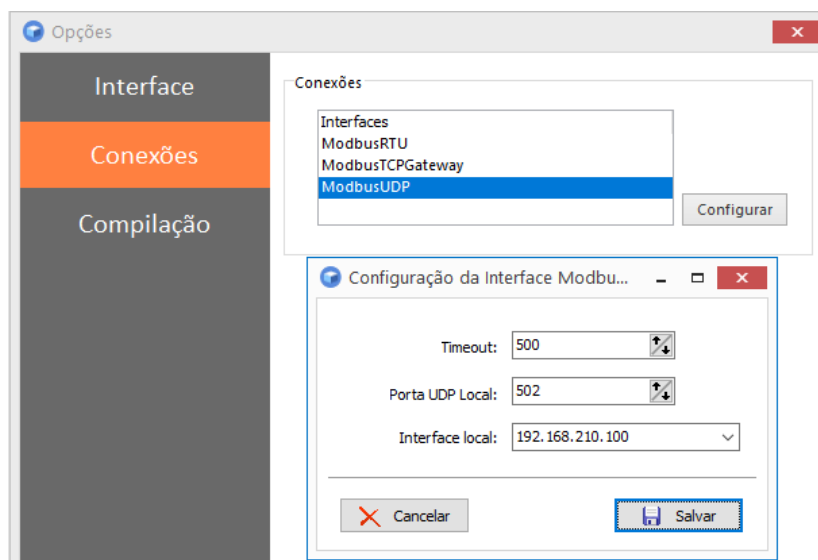 Opções
Interface
Conexões
Compilação
Conexões
Interfaces
ModbusRTU
ModbusTCPGateway
ModbusUDP
Configurar
Configuração da Interface Modbu...
Timeout: 500
Porta UDP Local: 502
Interface local: 192.168.210.100
Cancelar
Salvar